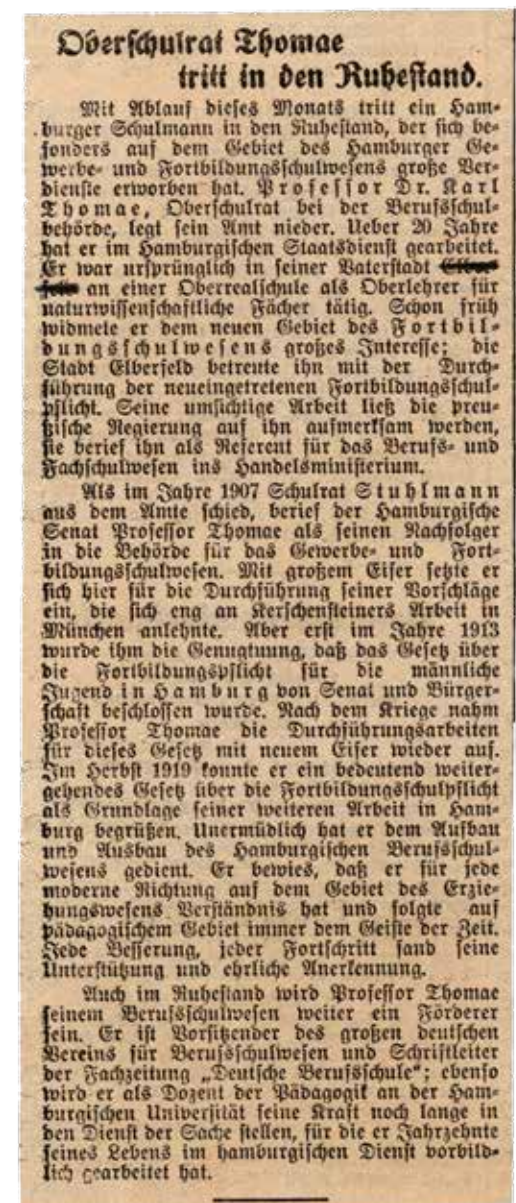 Oberschulrat Thomae
tritt in den Ruhestand.
Mit Ablauf dieses Monats tritt ein Ham-
burger Schulmann in den Ruhestand, der sich be-
sonders auf dem Gebiet des Hamburger Ge-
werbe- und Fortbildungsschulwesens große Ver-
dienste erworben hat. Professor Dr. Karl
Thomae, Oberschulrat bei der Berufsschul-
behörde, legt sein Amt nieder. Ueber 20 Jahre
hat er im Hamburgischen Staatsdienst gearbeitet.
Er war ursprünglich in seiner Vaterstadt
an einer Oberrealschule als Oberlehrer für
naturwissenschaftliche Fächer tätig. Schon früh
widmete er dem neuen Gebiet des Fortbil-
dungsschulwesens großes Interesse; die
Stadt Elberfeld betreute ihn mit der Durch-
führung der neueingetretenen Fortbildungsschul-
pflicht. Seine umsichtige Arbeit ließ die preu-
ßische Regierung auf ihn aufmerksam werden,
sie berief ihn als Referent für das Berufs- und
Fachschulwesen ins Handelsministerium.
Als im Jahre 1907 Schulrat Stuhlmann
aus dem Amte schied, berief der Hamburgische
Senat Professor Thomae als seinen Nachfolger
in die Behörde für das Gewerbe- und Fort-
bildungsschulwesen. Mit großem Eifer setzte er
sich hier für die Durchführung seiner Vorschläge
ein, die sich eng an Kerschensteiners Arbeit in
München anlehnte. Aber erst im Jahre 1913
wurde ihm die Genugtuung, daß das Gesetz über
die Fortbildungspflicht für die männliche
Jugend in Hamburg von Senat und Bürger-
schaft beschlossen wurde. Nach dem Kriege nahm
Professor Thomae die Durchführungsarbeiten
für dieses Gesetz mit neuem Eifer wieder auf.
Im Herbst 1919 konnte er ein bedeutend weiter-
gehendes Gesetz über die Fortbildungsschulpflicht
als Grundlage seiner weiteren Arbeit in Ham-
burg begrüßen. Unermüdlich hat er dem Aufbau
und Ausbau des Hamburgischen Berufsschul-
wesens gedient. Er bewies, daß er für jede
moderne Richtung auf dem Gebiet des Erzie-
hungswesens Verständnis hat und folgte auf
pädagogischem Gebiet immer dem Geiste der Zeit.
Jede Besserung, jeder Fortschritt fand seine
Unterstützung und ehrliche Anerkennung.
Auch im Ruhestand wird Professor Thomae
seinem Berufsschulwesen weiter ein Förderer
sein. Er ist Vorsitzender des großen deutschen
Vereins für Berufsschulwesen und Schriftleiter
der Fachzeitung „Deutsche Berufsschule"; ebenso
wird er als Dozent der Pädagogik an der Ham-
burgischen Universität seine Kraft noch lange in
den Dienst der Sache stellen, für die er Jahrzehnte
seines Lebens im hamburgischen Dienst vorbild-
lich gearbeitet hat.